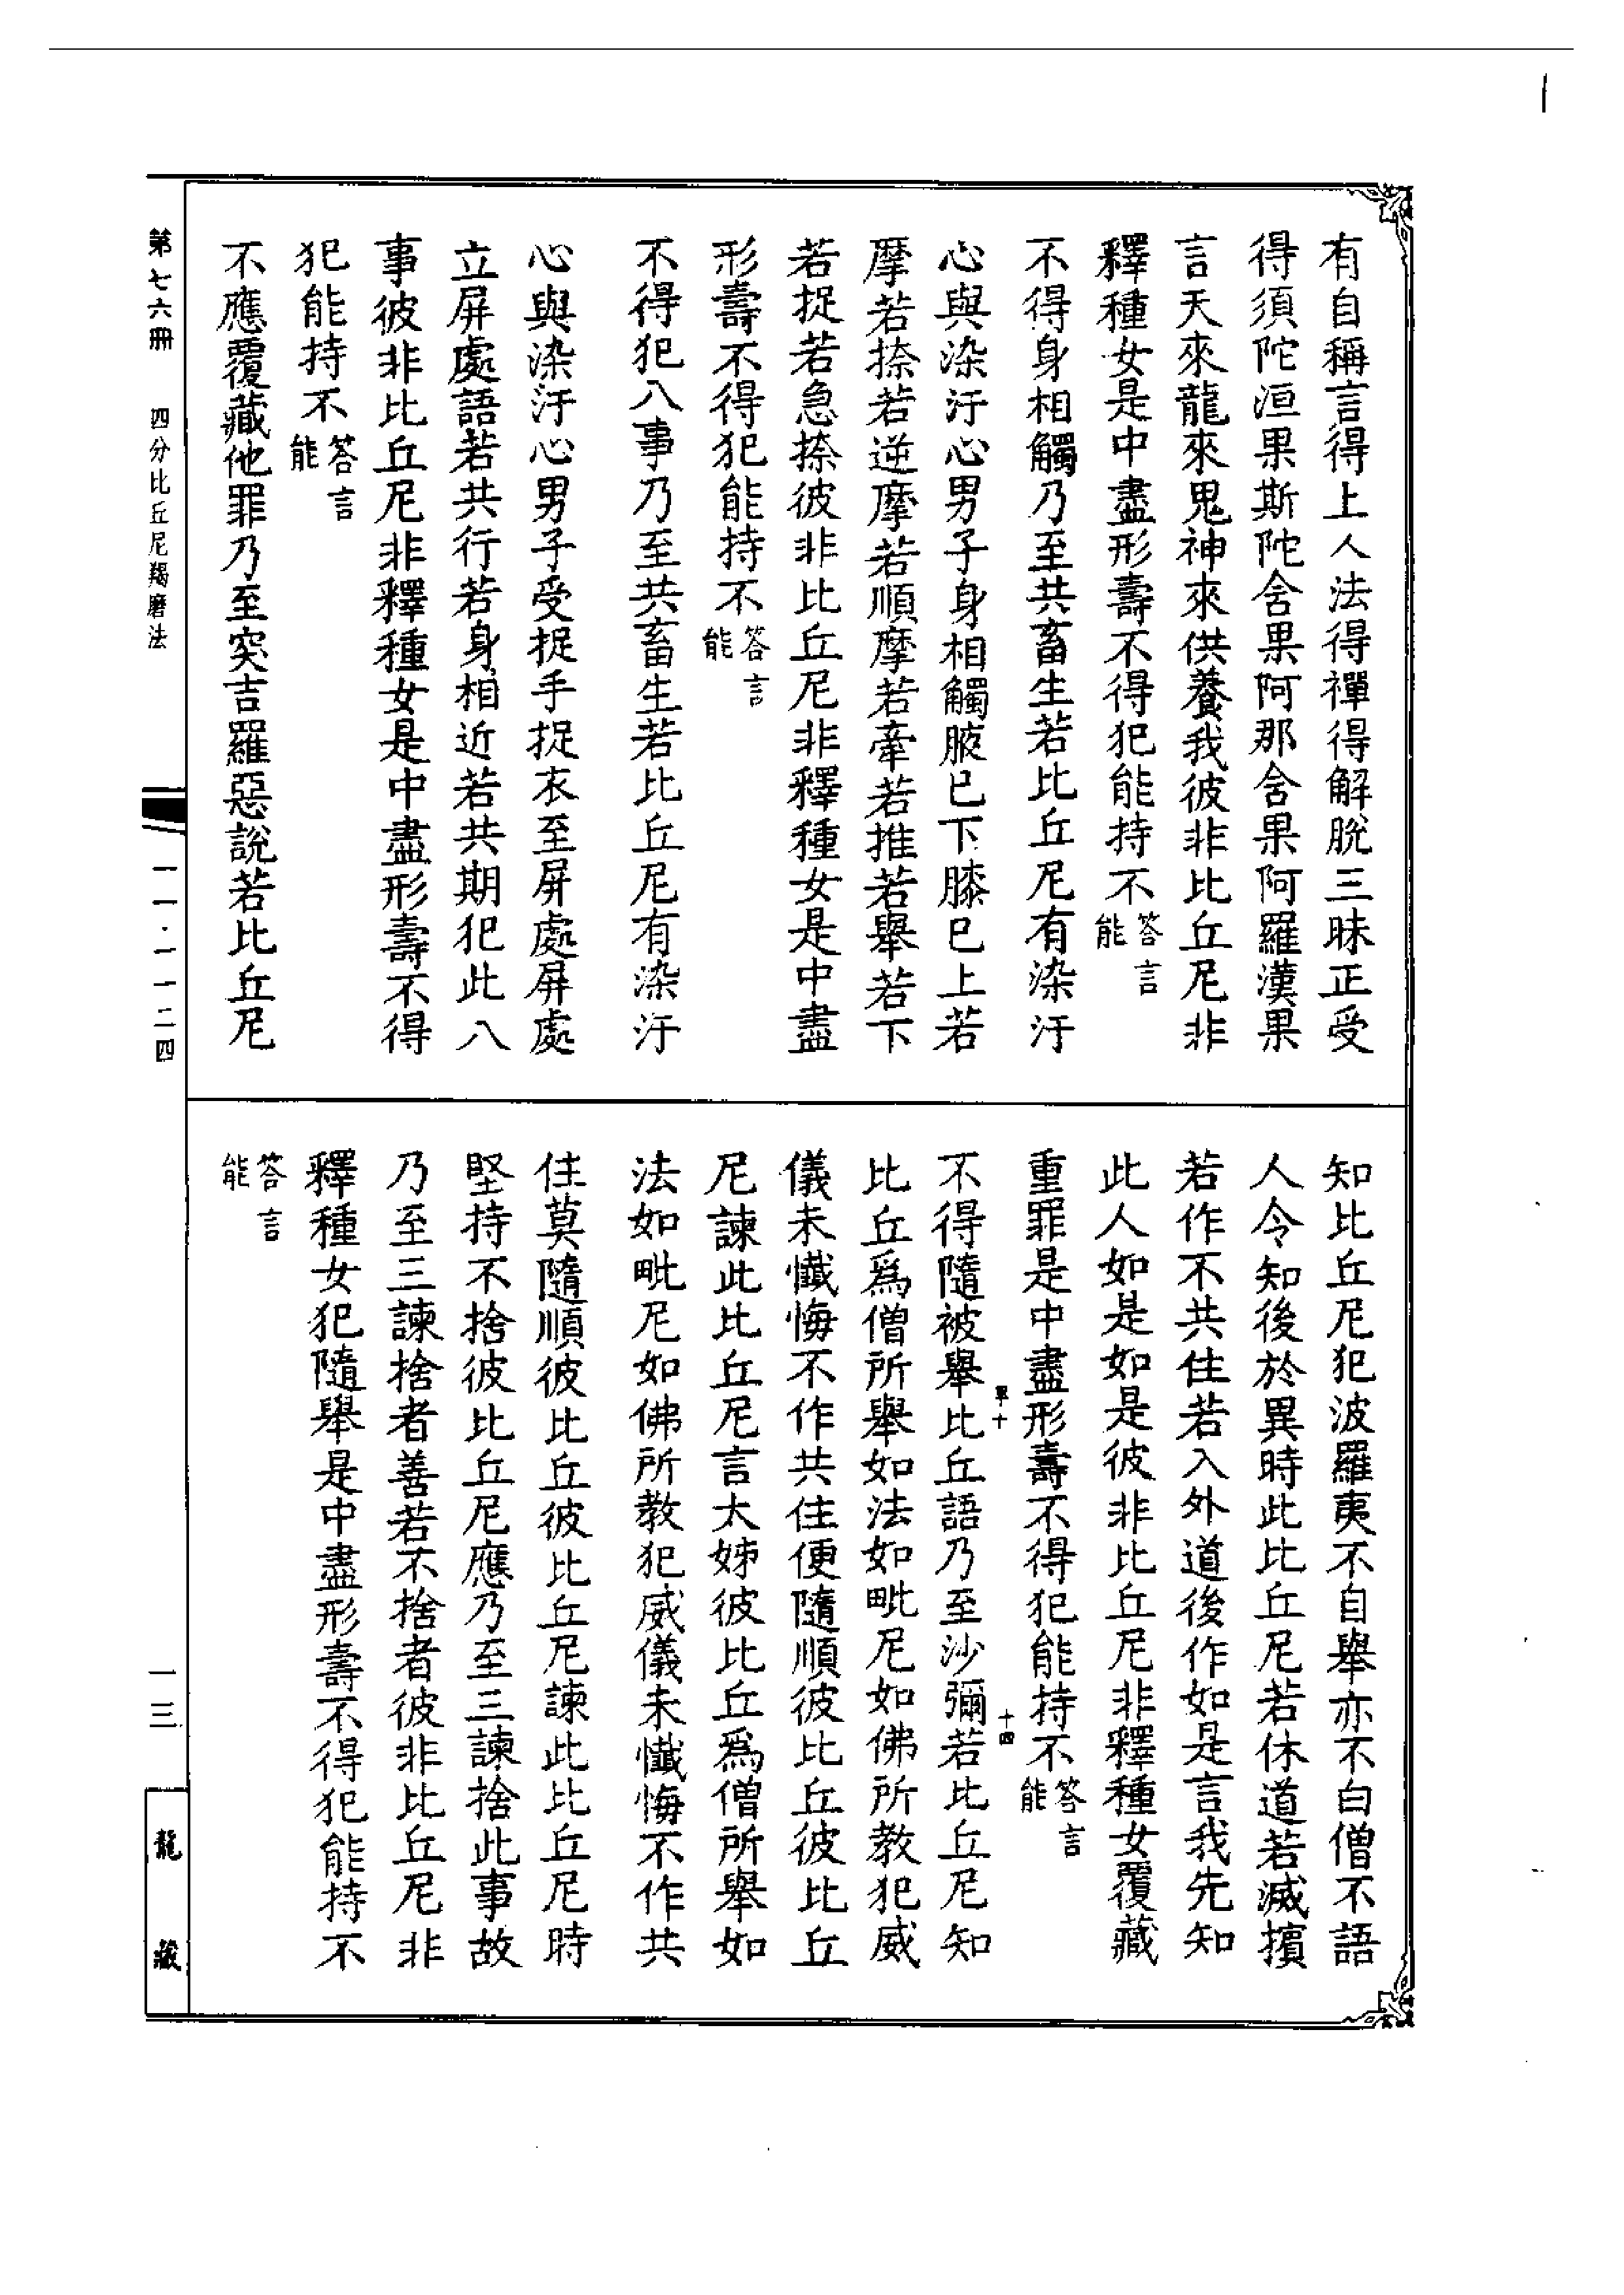 有自稱言得上人法得禪得解脫三昧正受
得須陀洹果斯陀含果阿那含果阿羅漢果
言天來龍來鬼神來供養我彼非比丘尼非
釋種女是中盡形壽不得犯能持不答言能
不得身相觸乃至共畜生若比丘尼有染汙
心與染汙心男子身相觸腋已下膝已上若
摩若捺若逆摩若順摩若牽若推若舉若下
若捉若急捺彼非比丘尼非釋種女是中盡
形壽不得犯能持不答言能
不得犯八事乃至共畜生若比丘尼有染汙
心與染汙心男子受捉手捉衣至屏處屏處
立屏處語若共行若身相近若共期犯此八
事彼非比丘尼非釋種女是中盡形壽不得
犯能持不答言能
不應覆藏他罪乃至突吉羅惡說若比丘尼
知比丘尼犯波羅夷不自舉亦不白僧不語
人令知後於異時此比丘尼若休道若滅擯
若作不共住若入外道後作如是言我先知
此人如是如是彼非比丘尼非釋種女覆藏
重罪是中盡形壽不得犯能持不答言能
不得隨被舉比丘語乃至沙彌若比丘尼知
比丘爲僧所舉如法如毗尼如佛所教犯威
儀未懺悔不作共住便隨順彼比丘彼比丘
尼諫此比丘尼言太姊彼比丘爲僧所舉如
法如毗尼如佛所教犯威儀未懺悔不作共
住莫隨順彼比丘彼比丘尼諫此比丘尼時
堅持不捨彼比丘尼應乃至三諫捨此事故
乃至三諫捨者善若不捨者彼非比丘尼非
釋種女犯隨舉是中盡形壽不得犯能持不
答言能
十四
第七六冊 四分比丘尼羯磨法
一一·一一二四
一三
龍藏